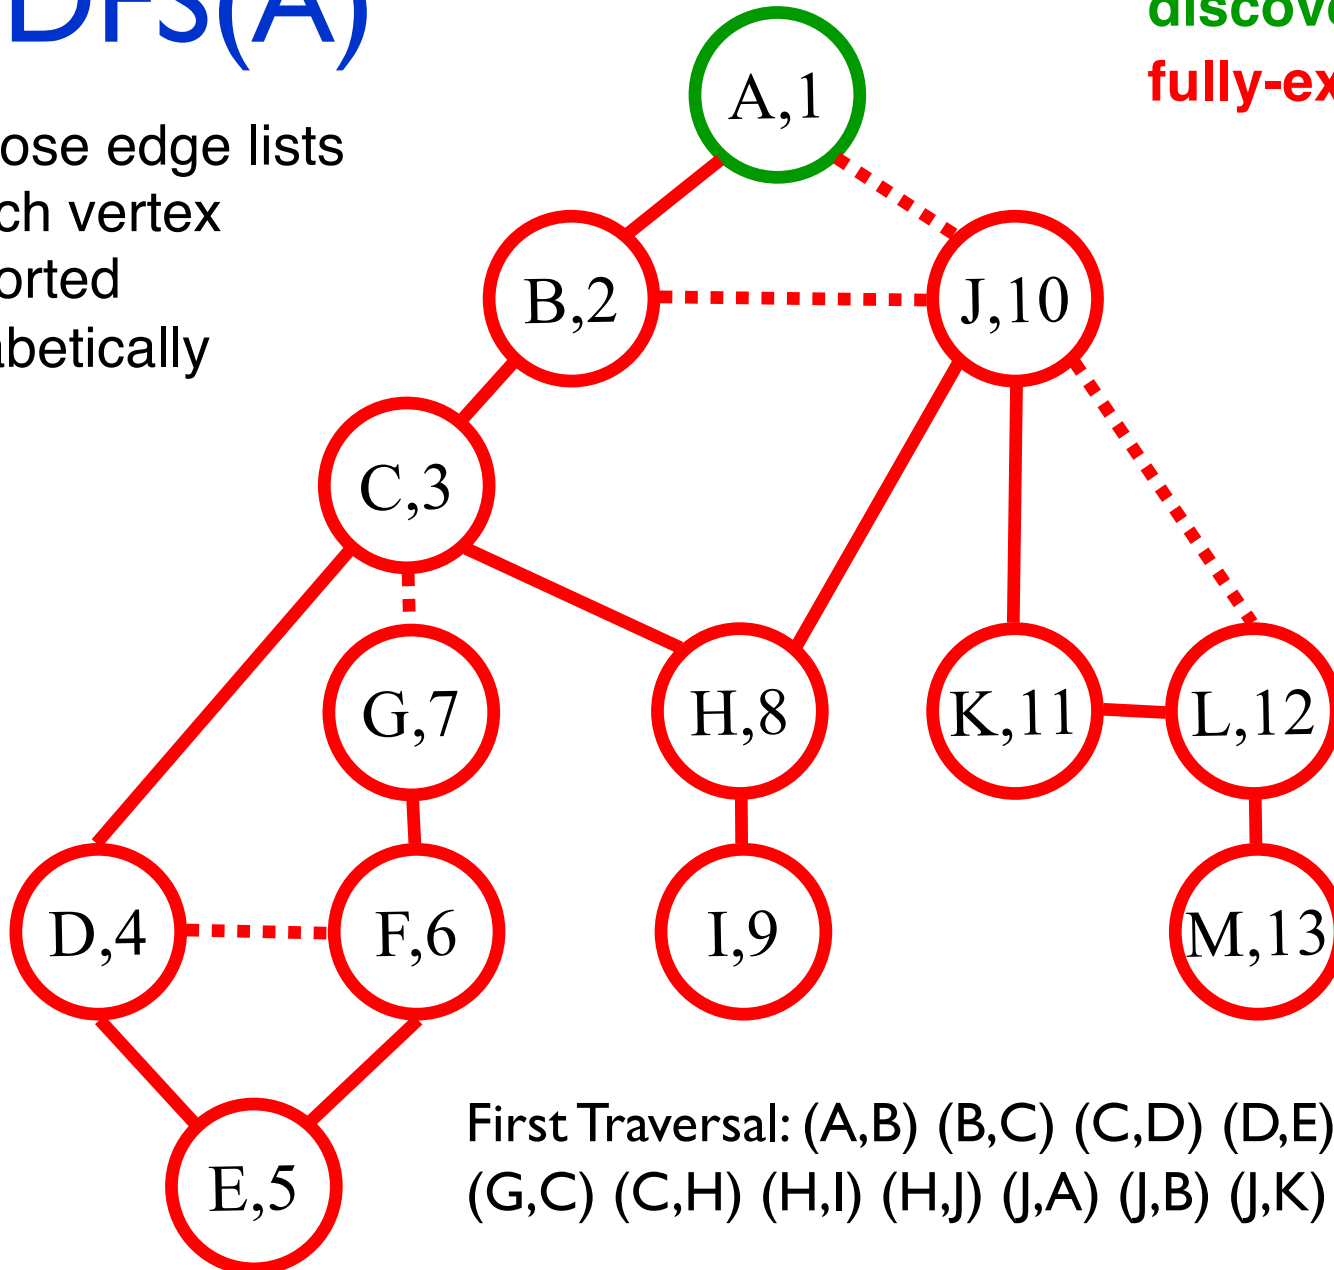 DFS(A)
discov
fully-ex
ose edge lists
ch vertex
orted
abetically
A,1
B,2
J,10
C,3
G,7
H,8
K,11
L,12
D,4
F,6
I,9
M,13
E,5
First Traversal: (A,B) (B,C) (C,D) (D,E)
(G,C) (C,H) (H,I) (H,J) (J,A) (J,B) (J,K)